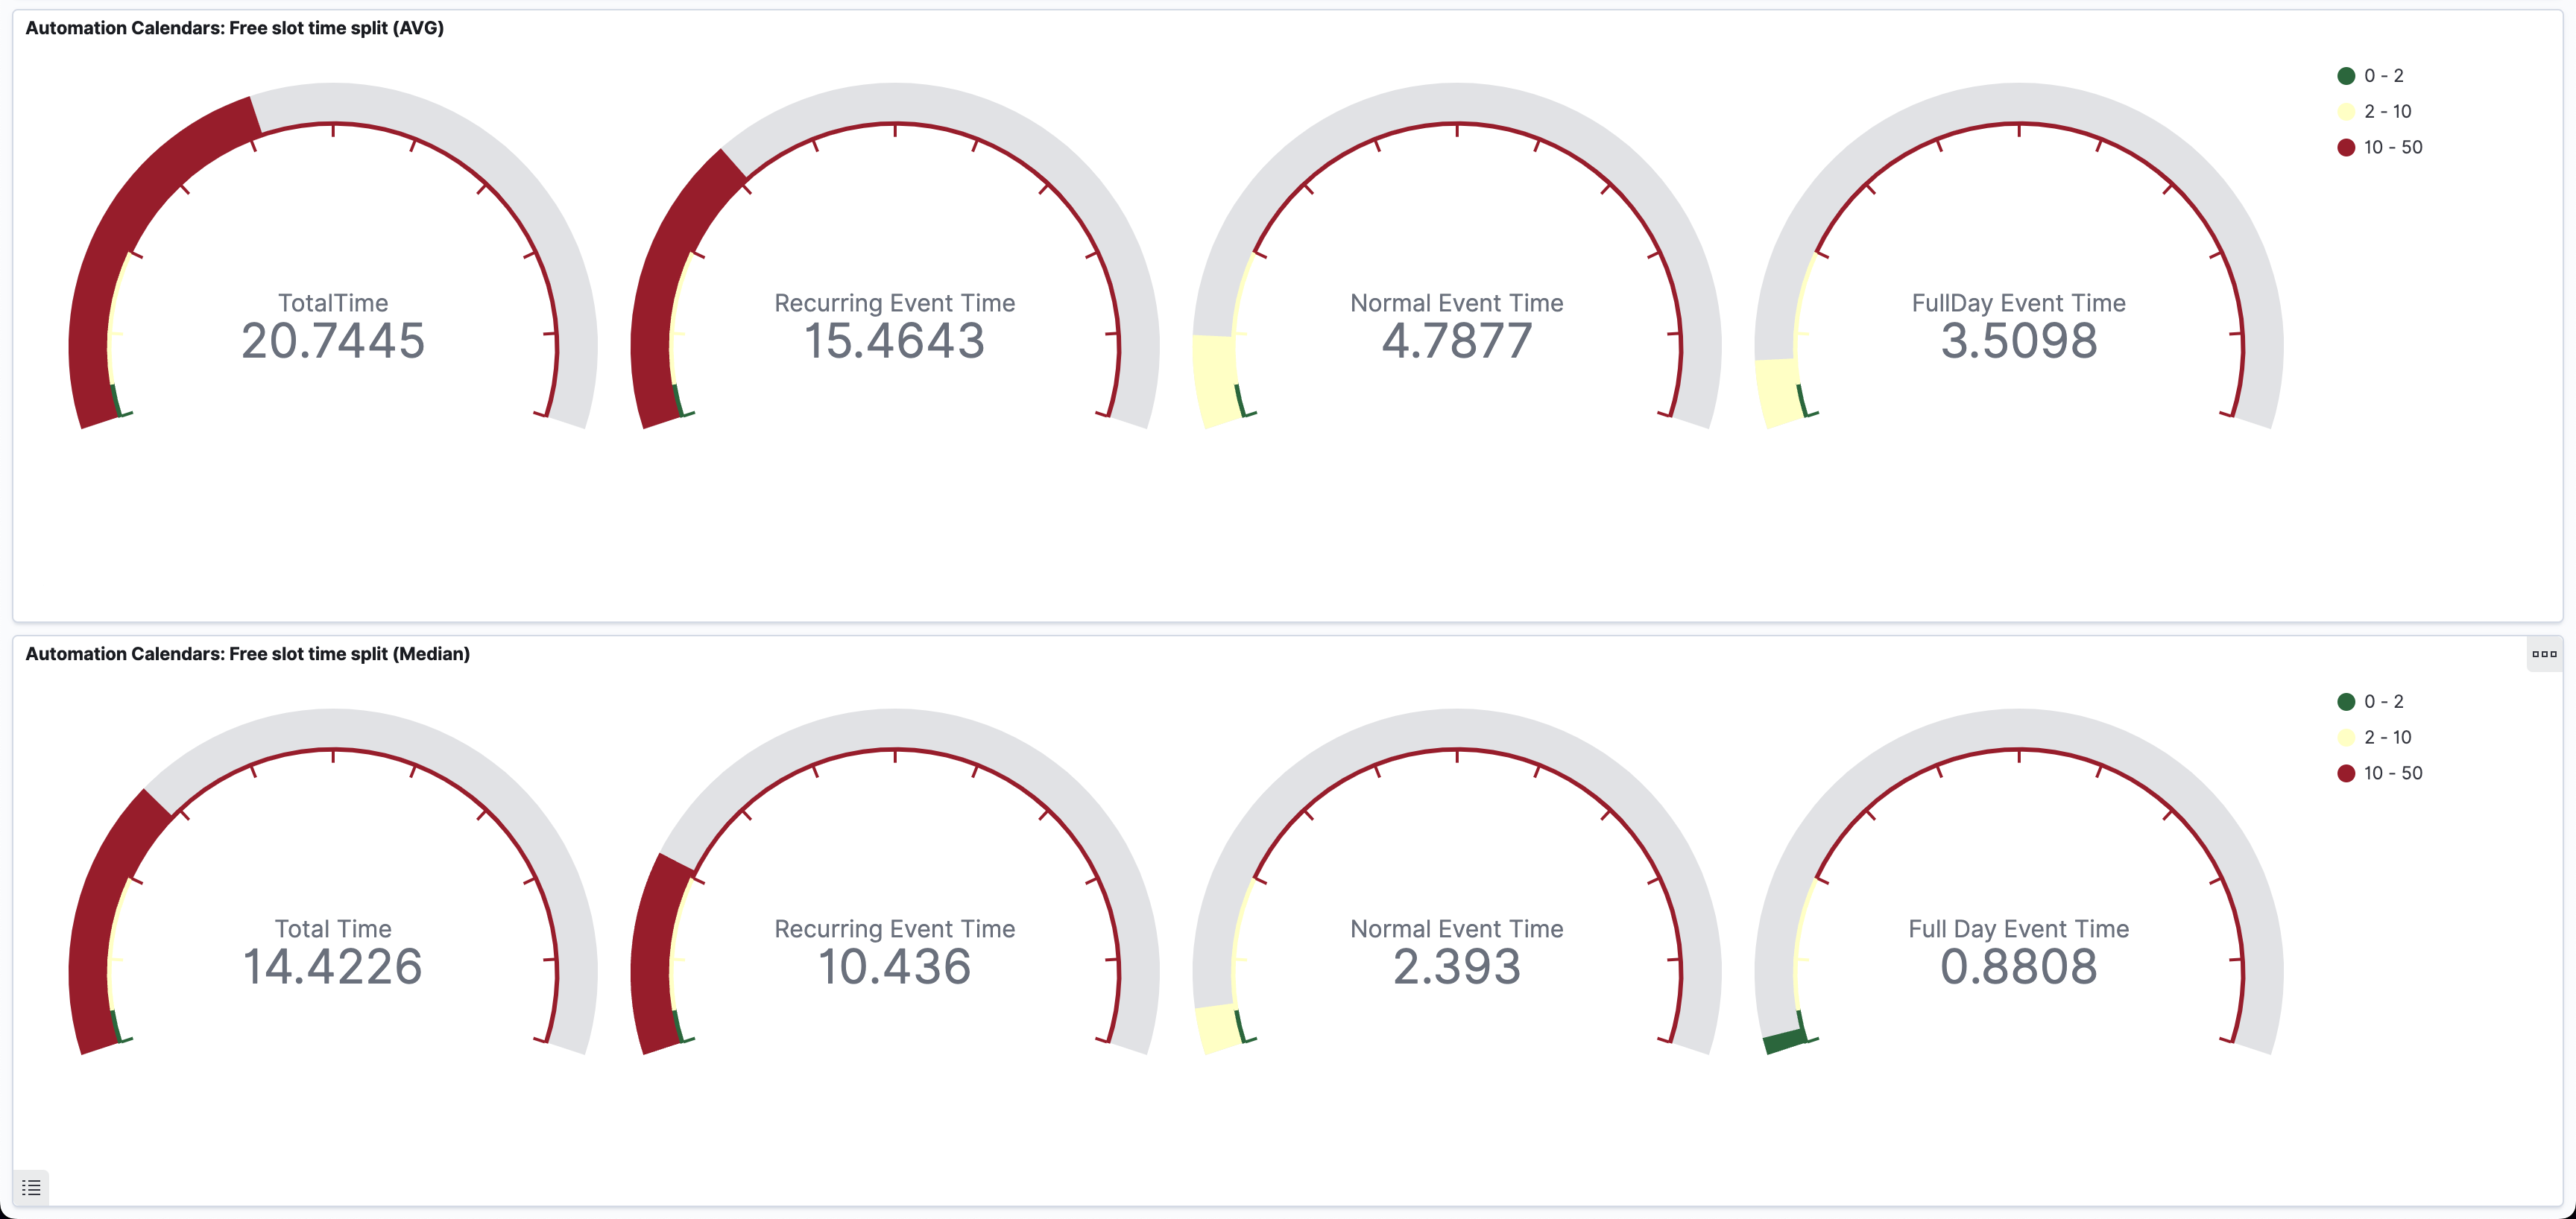 Automation Calendars: Free slot time split (AVG)
0 - 2
2 - 10
10 - 50
TotalTime
20.7445
Recurring Event Time
15.4643
Normal Event Time
4.7877
FullDay Event Time
3.5098
Automation Calendars: Free slot time split (Median)
0 - 2
2 - 10
10 - 50
Total Time
14.4226
Recurring Event Time
10.436
Normal Event Time
2.393
Full Day Event Time
0.8808